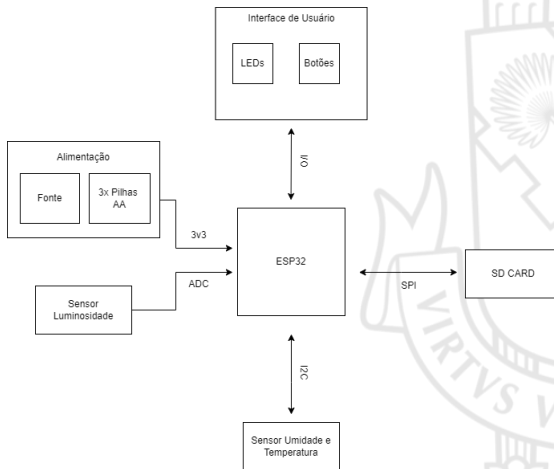 Interface de Usuário
LEDs
Botões
I/O
Alimentação
Fonte
3x Pilhas
AA
3v3
ESP32
ADC
Sensor
Luminosidade
SPI
SD CARD
I2C
Sensor Umidade e
Temperatura
VIRTVS V